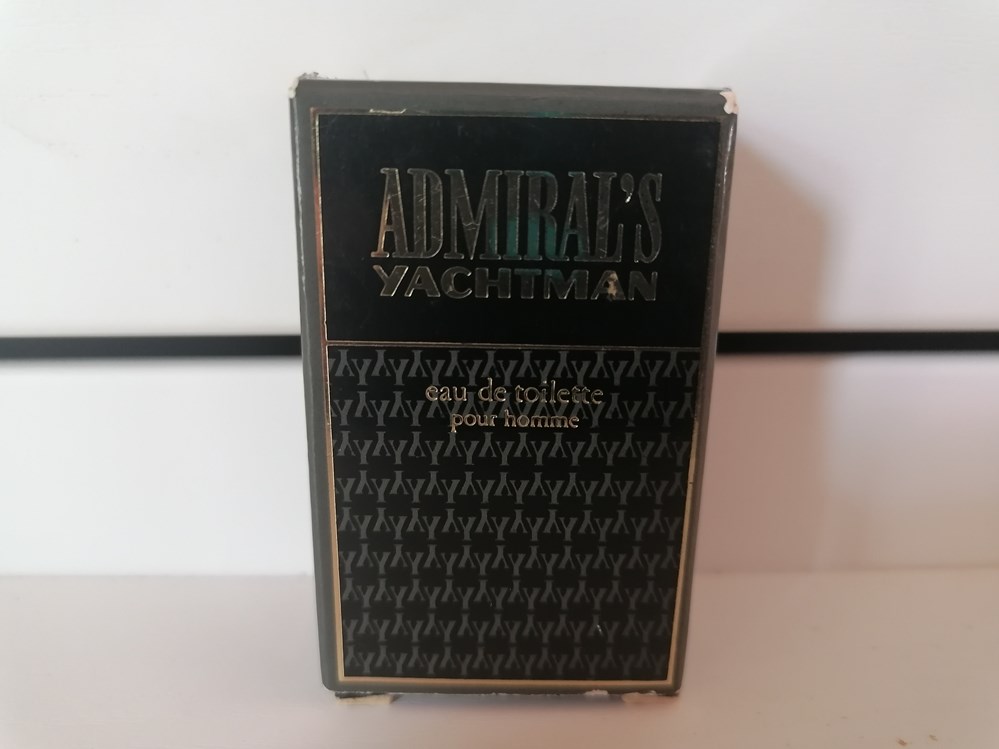 ADMIRAL'S
YACHTMAN
eau de toilette
pour homme